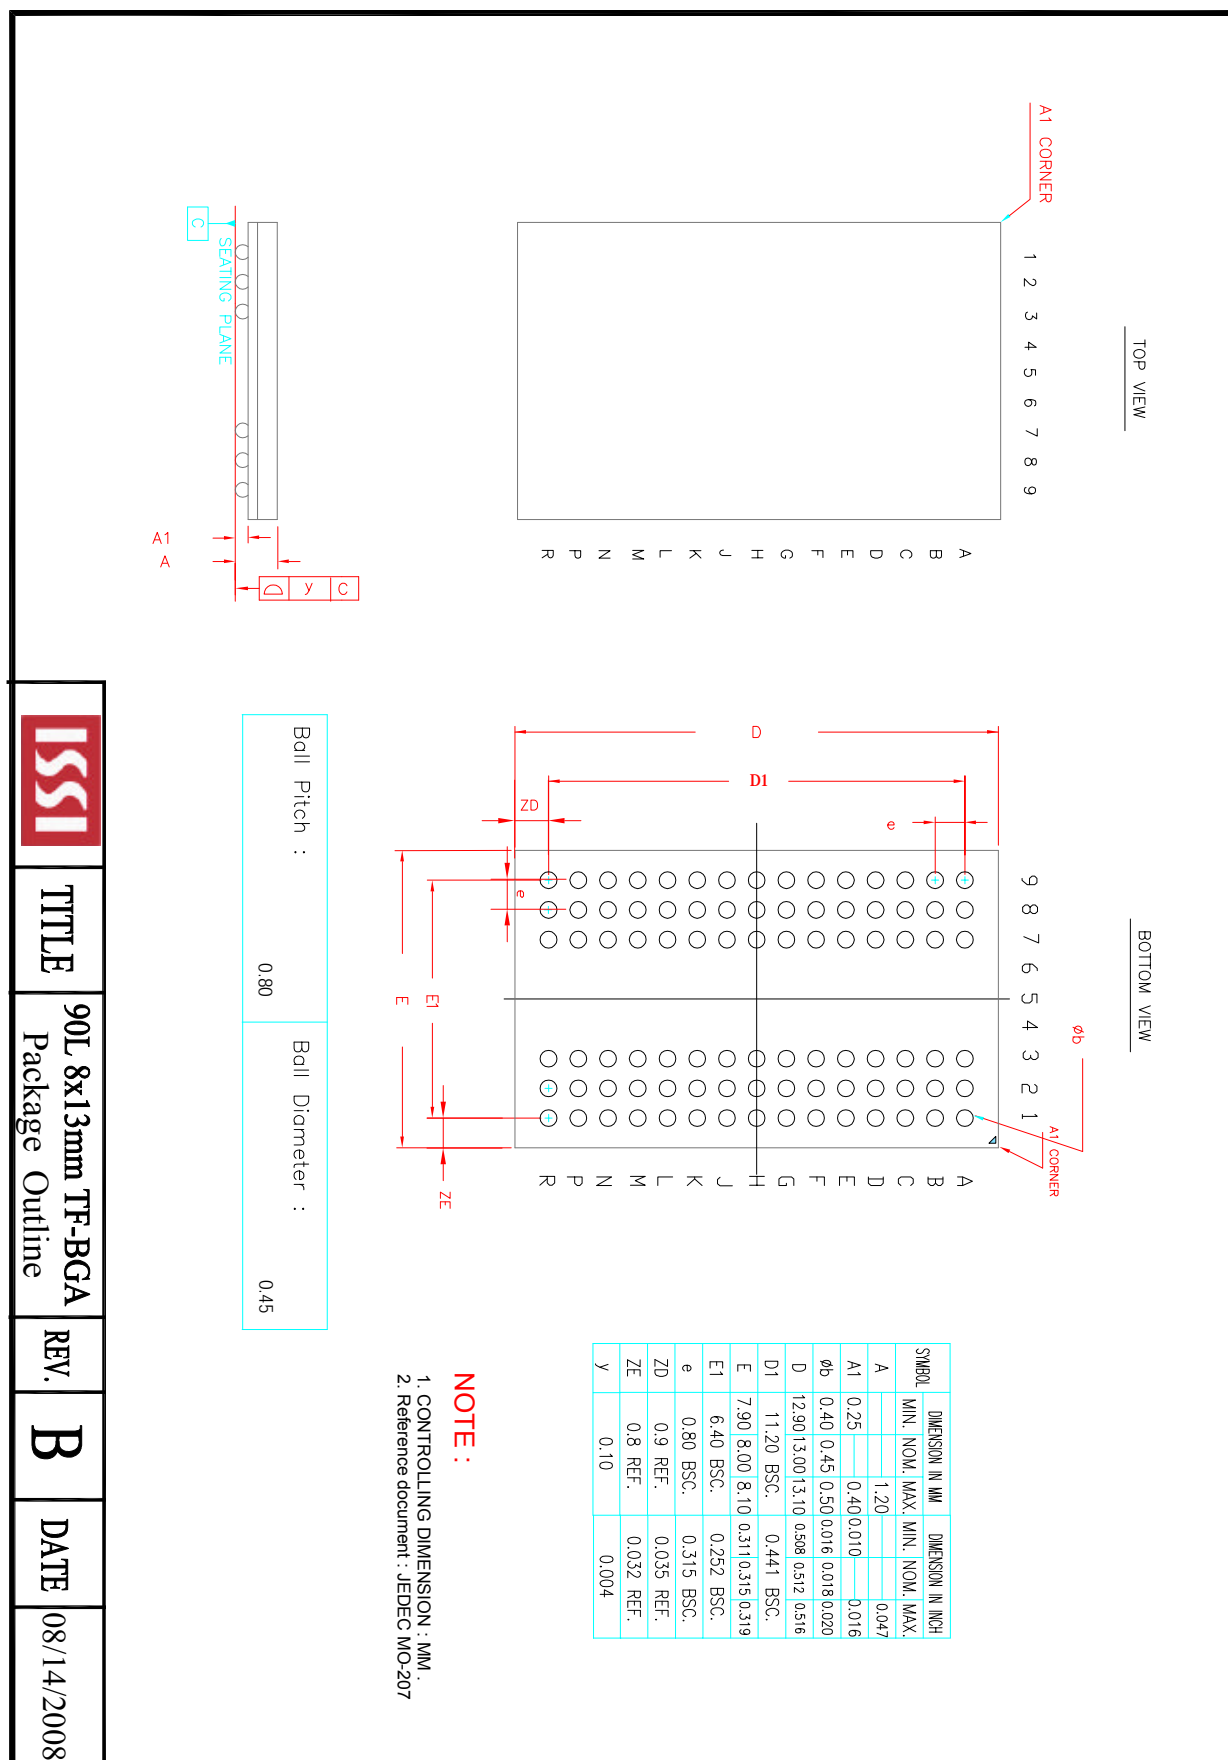 TOP VIEW
A1 CORNER
1 2 3 4 5 6 7 8 9
A
B
C
D
E
F
G
H
J
K
L
M
N
P
R
C
SEATING PLANE
A1
A
y C
BOTTOM VIEW
Øb
A1 CORNER
9 8 7 6 5 4 3 2 1
A
B
C
D
E
F
G
H
J
K
L
M
N
P
R
D
D1
e
ZD
e
E1
E
ZE
Ball Pitch :
0.80
Ball Diameter :
0.45
SYMBOL DIMENSION IN MM DIMENSION IN INCH
MIN. NOM. MAX. MIN. NOM. MAX.
A 1.20 0.047
A1 0.25 0.40 0.010 0.016
Øb 0.40 0.45 0.50 0.016 0.018 0.020
D 12.90 13.00 13.10 0.508 0.512 0.516
D1 11.20 BSC. 0.441 BSC.
E 7.90 8.00 8.10 0.311 0.315 0.319
E1 6.40 BSC. 0.252 BSC.
e 0.80 BSC. 0.315 BSC.
ZD 0.9 REF. 0.035 REF.
ZE 0.8 REF. 0.032 REF.
y 0.10 0.004
NOTE :
1. CONTROLLING DIMENSION : MM .
2. Reference document : JEDEC MO-207
ISSI
TITLE
90L 8x13mm TF-BGA
Package Outline
REV.
B
DATE
08/14/2008